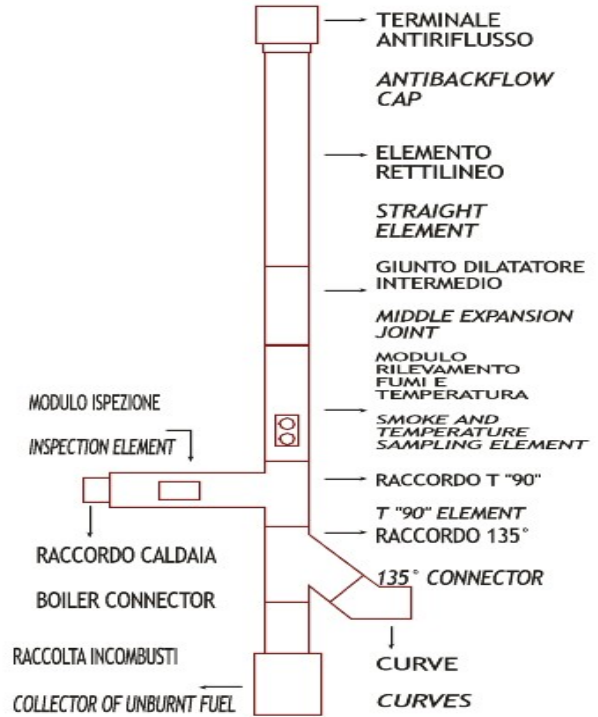 TERMINALE
ANTIRIFLUSSO
ANTIBACKFLOW
CAP
ELEMENTO
RETTILINEO
STRAIGHT
ELEMENT
GIUNTO DILATATORE
INTERMEDIO
MIDDLE EXPANSION
JOINT
MODULO
RILEVAMENTO
FUMI E
TEMPERATURA
SMOKE AND
TEMPERATURE
SAMPLING ELEMENT
MODULO ISPEZIONE
INSPECTION ELEMENT
RACCORDO T "90"
T "90" ELEMENT
RACCORDO 135°
135° CONNECTOR
RACCORDO CALDAIA
BOILER CONNECTOR
CURVE
CURVES
RACCOLTA INCOMBUSTI
COLLECTOR OF UNBURNT FUEL